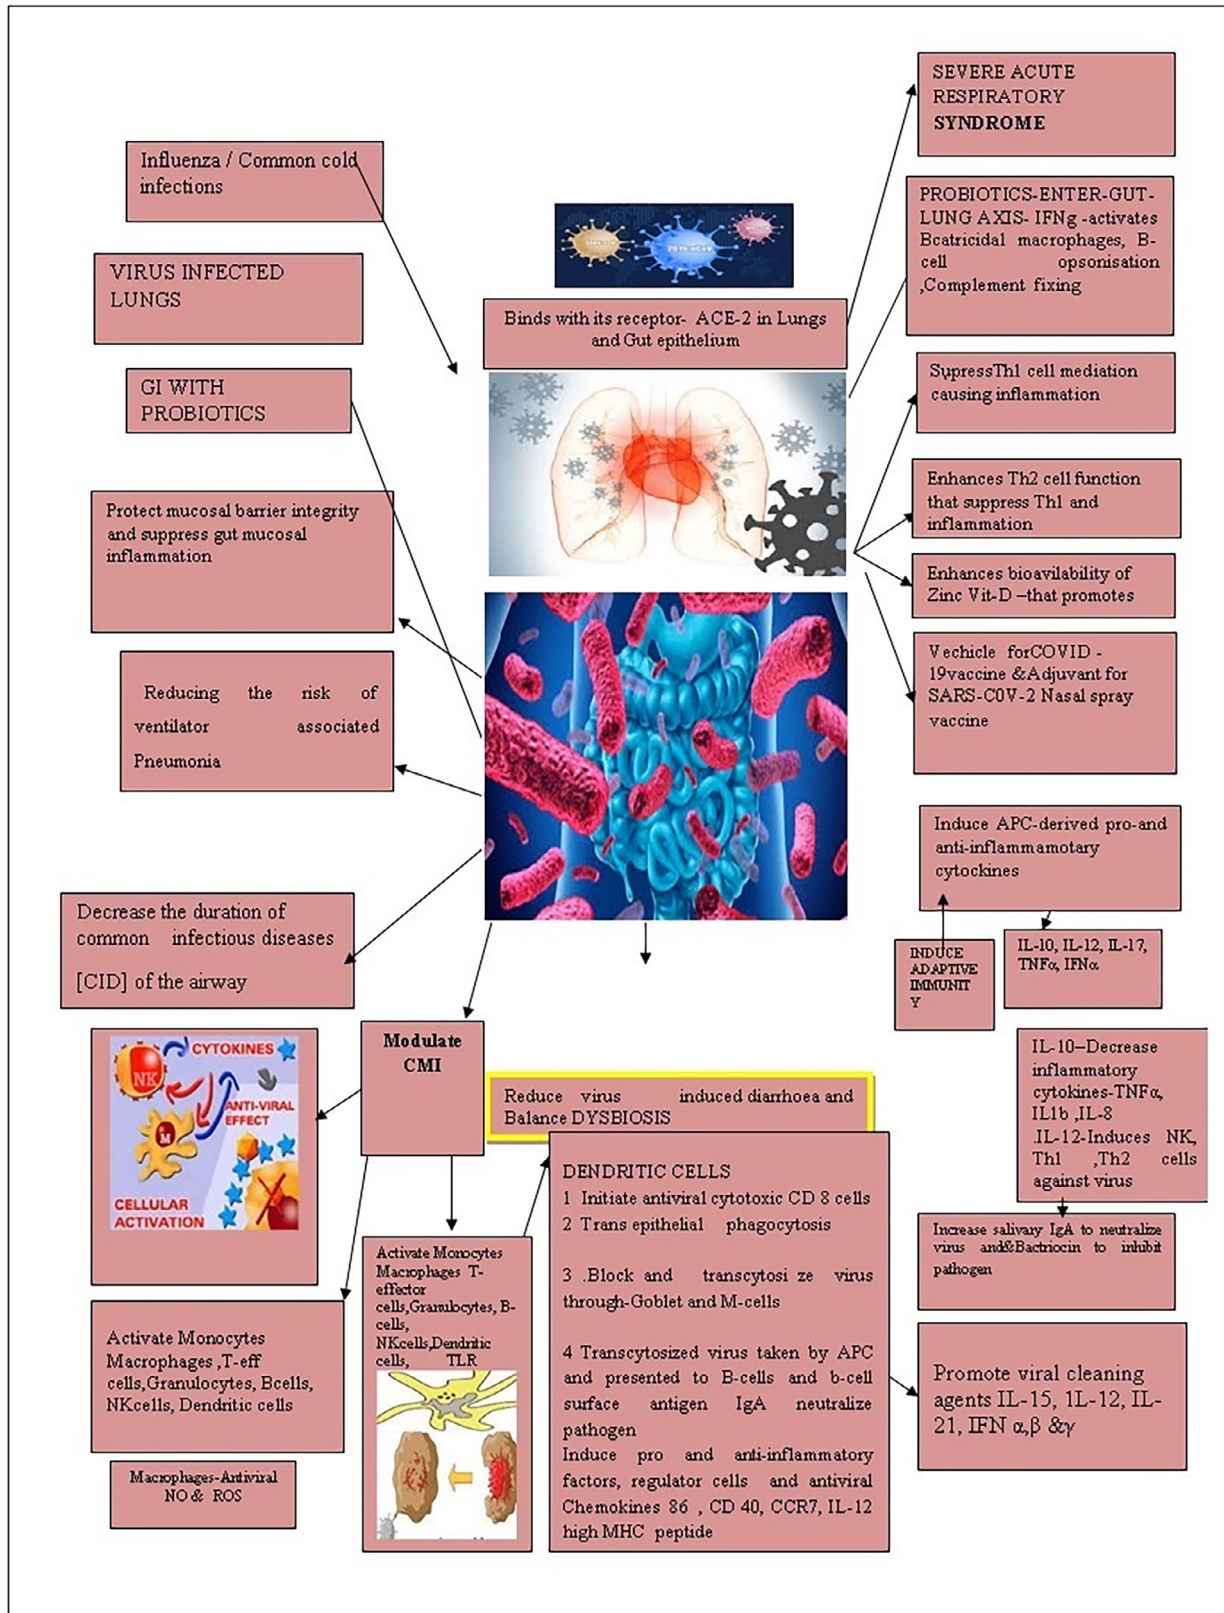 SEVERE ACUTE
RESPIRATORY
SYNDROME
Influenza / Common cold
infections
PROBIOTICS-ENTER-GUT-
LUNG AXIS- IFNg -activates
Bcatricidal macrophages, B-
cell opsonisation
,Complement fixing
VIRUS INFECTED
LUNGS
2019-nCoV
Binds with its receptor- ACE-2 in Lungs
and Gut epithelium
GI WITH
PROBIOTICS
SupressTh1 cell mediation
causing inflammation
Enhances Th2 cell function
that suppress Th1 and
inflammation
Protect mucosal barrier integrity
and suppress gut mucosal
inflammation
Enhances bioavilability of
Zinc Vit-D –that promotes
Vechicle forCOVID -
19vaccine &Adjuvant for
SARS-C0V-2 Nasal spray
vaccine
Reducing the risk of
ventilator associated
Pneumonia
Induce APC-derived pro-and
anti-inflammamotary
cytockines
Decrease the duration of
common infectious diseases
[CID] of the airway
INDUCE
ADAPTIVE
IMMUNIT
Y
IL-10, IL-12, IL-17,
TNFα, IFNα
Modulate
CMI
CYTOKINES
NK
ANTI-VIRAL
EFFECT
M
CELLULAR
ACTIVATION
Reduce virus induced diarrhoea and
Balance DYSBIOSIS
IL-10–Decrease
inflammatory
cytokines-TNFα,
IL1b ,IL-8
.IL-12-Induces NK,
Th1 ,Th2 cells
against virus
DENDRITIC CELLS
1 Initiate antiviral cytotoxic CD 8 cells
2 Trans epithelial phagocytosis
3 .Block and transcytosi ze virus
through-Goblet and M-cells
4 Transcytosized virus taken by APC
and presented to B-cells and b-cell
surface antigen IgA neutralize
pathogen
Induce pro and anti-inflammatory
factors, regulator cells and antiviral
Chemokines 86 , CD 40, CCR7, IL-12
high MHC peptide
Increase salivary IgA to neutralize
virus and&Bactriocin to inhibit
pathogen
Activate Monocytes
Macrophages T-
effector
cells,Granulocytes, B-
cells,
NKcells,Dendritic
cells, TLR
Activate Monocytes
Macrophages ,T-eff
cells,Granulocytes, Bcells,
NKcells, Dendritic cells
Promote viral cleaning
agents IL-15, 1L-12, IL-
21, IFN α,β &γ
Macrophages-Antiviral
NO & ROS